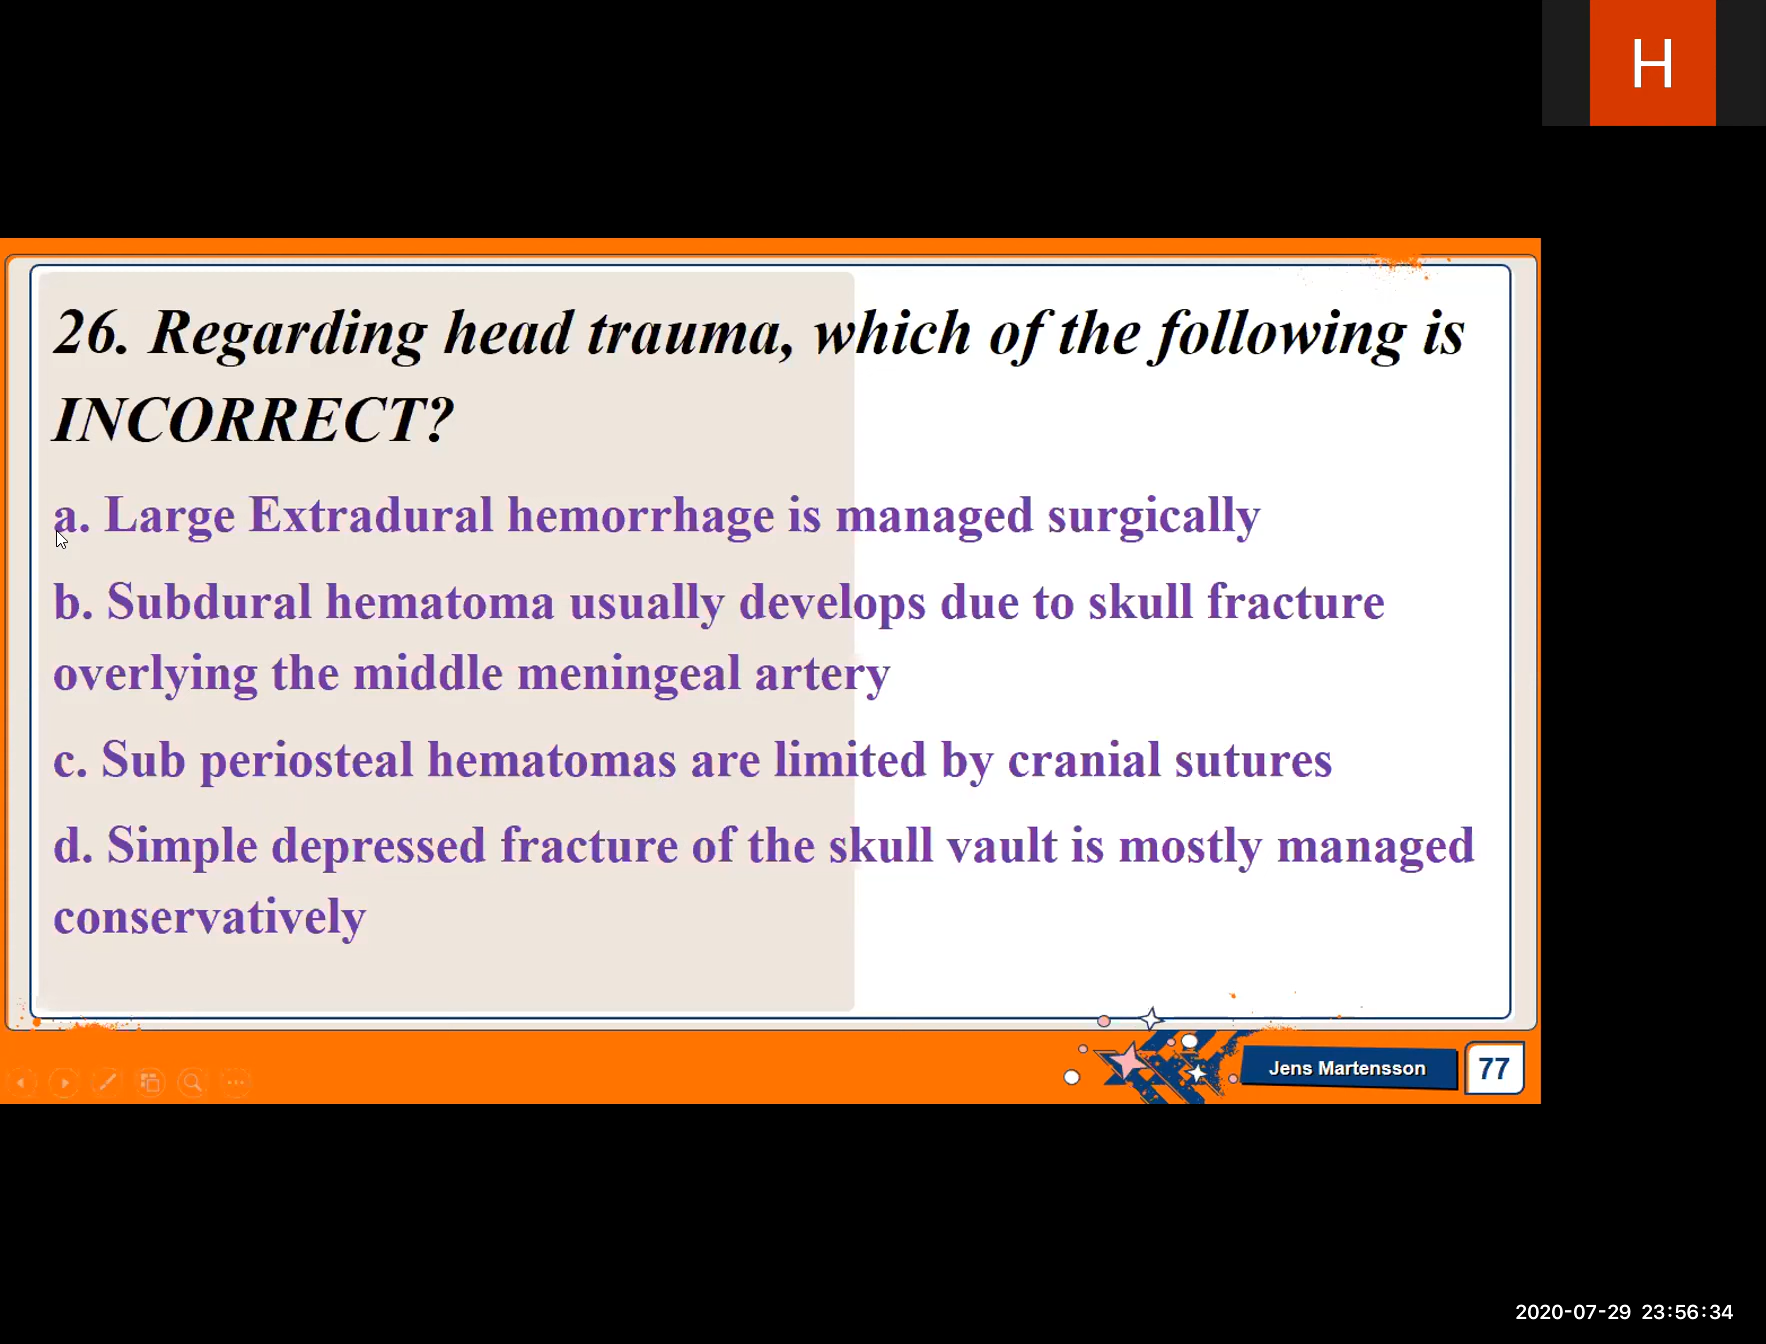 H
26. Regarding head trauma, which of the following is
INCORRECT?
a. Large Extradural hemorrhage is managed surgically
b. Subdural hematoma usually develops due to skull fracture
overlying the middle meningeal artery
c. Sub periosteal hematomas are limited by cranial sutures
d. Simple depressed fracture of the skull vault is mostly managed
conservatively
Jens Martensson
77
2020-07-29 23:56:34